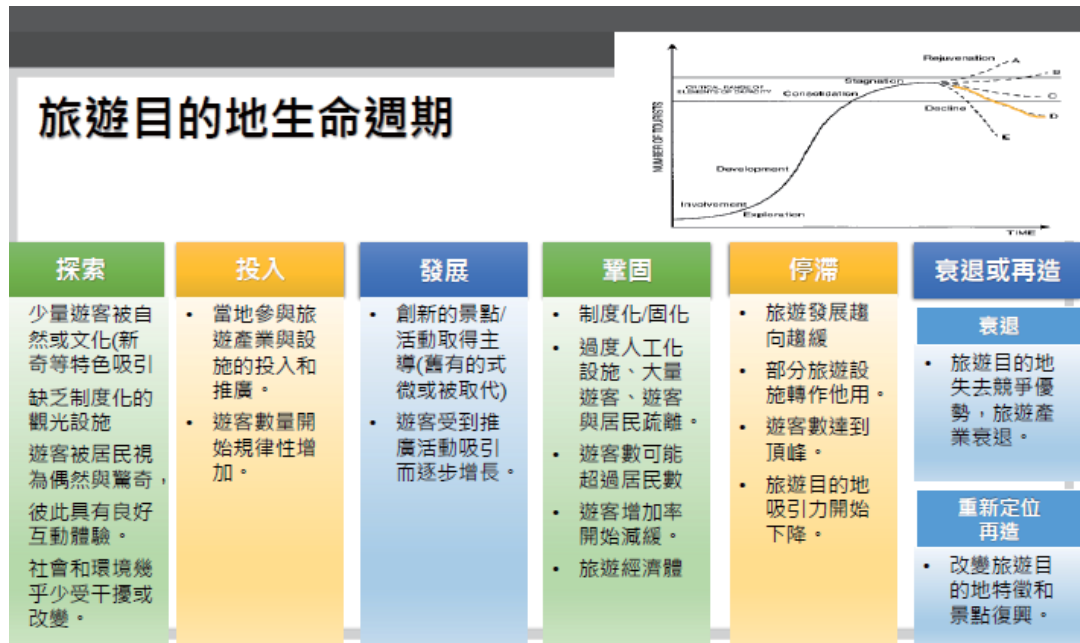 旅遊目的地生命週期
NUMBER OF TOURISTS
CRITICAL RANGE OF
ELEMENTS OF CAPACITY
Rejuvenation
A
B
Stagnation
Consolidation
C
Decline
D
E
Development
Involvement
Exploration
TIME
探索
少量遊客被自
然或文化(新
奇等特色吸引
缺乏制度化的
觀光設施
遊客被居民視
為偶然與驚奇,
彼此具有良好
互動體驗。
社會和環境幾
乎少受干擾或
改變。
投入
• 當地參與旅
遊產業與設
施的投入和
推廣。
• 遊客數量開
始規律性增
加。
發展
• 創新的景點/
活動取得主
導(舊有的式
微或被取代)
• 遊客受到推
廣活動吸引
而逐步增長。
鞏固
• 制度化/固化
• 過度人工化
設施、大量
遊客、遊客
與居民疏離。
• 遊客數可能
超過居民數
• 遊客增加率
開始減緩。
• 旅遊經濟體
停滯
• 旅遊發展趨
向趨緩
• 部分旅遊設
施轉作他用。
• 遊客數達到
頂峰。
• 旅遊目的地
吸引力開始
下降。
衰退或再造
衰退
• 旅遊目的地
失去競爭優
勢,旅遊產
業衰退。
重新定位
再造
• 改變旅遊目
的地特徵和
景點復興。